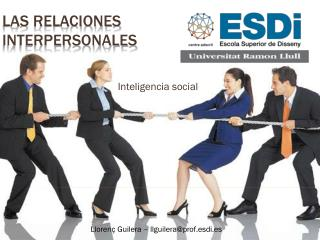 LAS RELACIONES
INTERPERSONALES
ESDi
centre adscrit
Escola Superior de Disseny
Universitat Ramon Llull
Inteligencia social
Llorenç Guilera – llguilera@prof.esdi.es